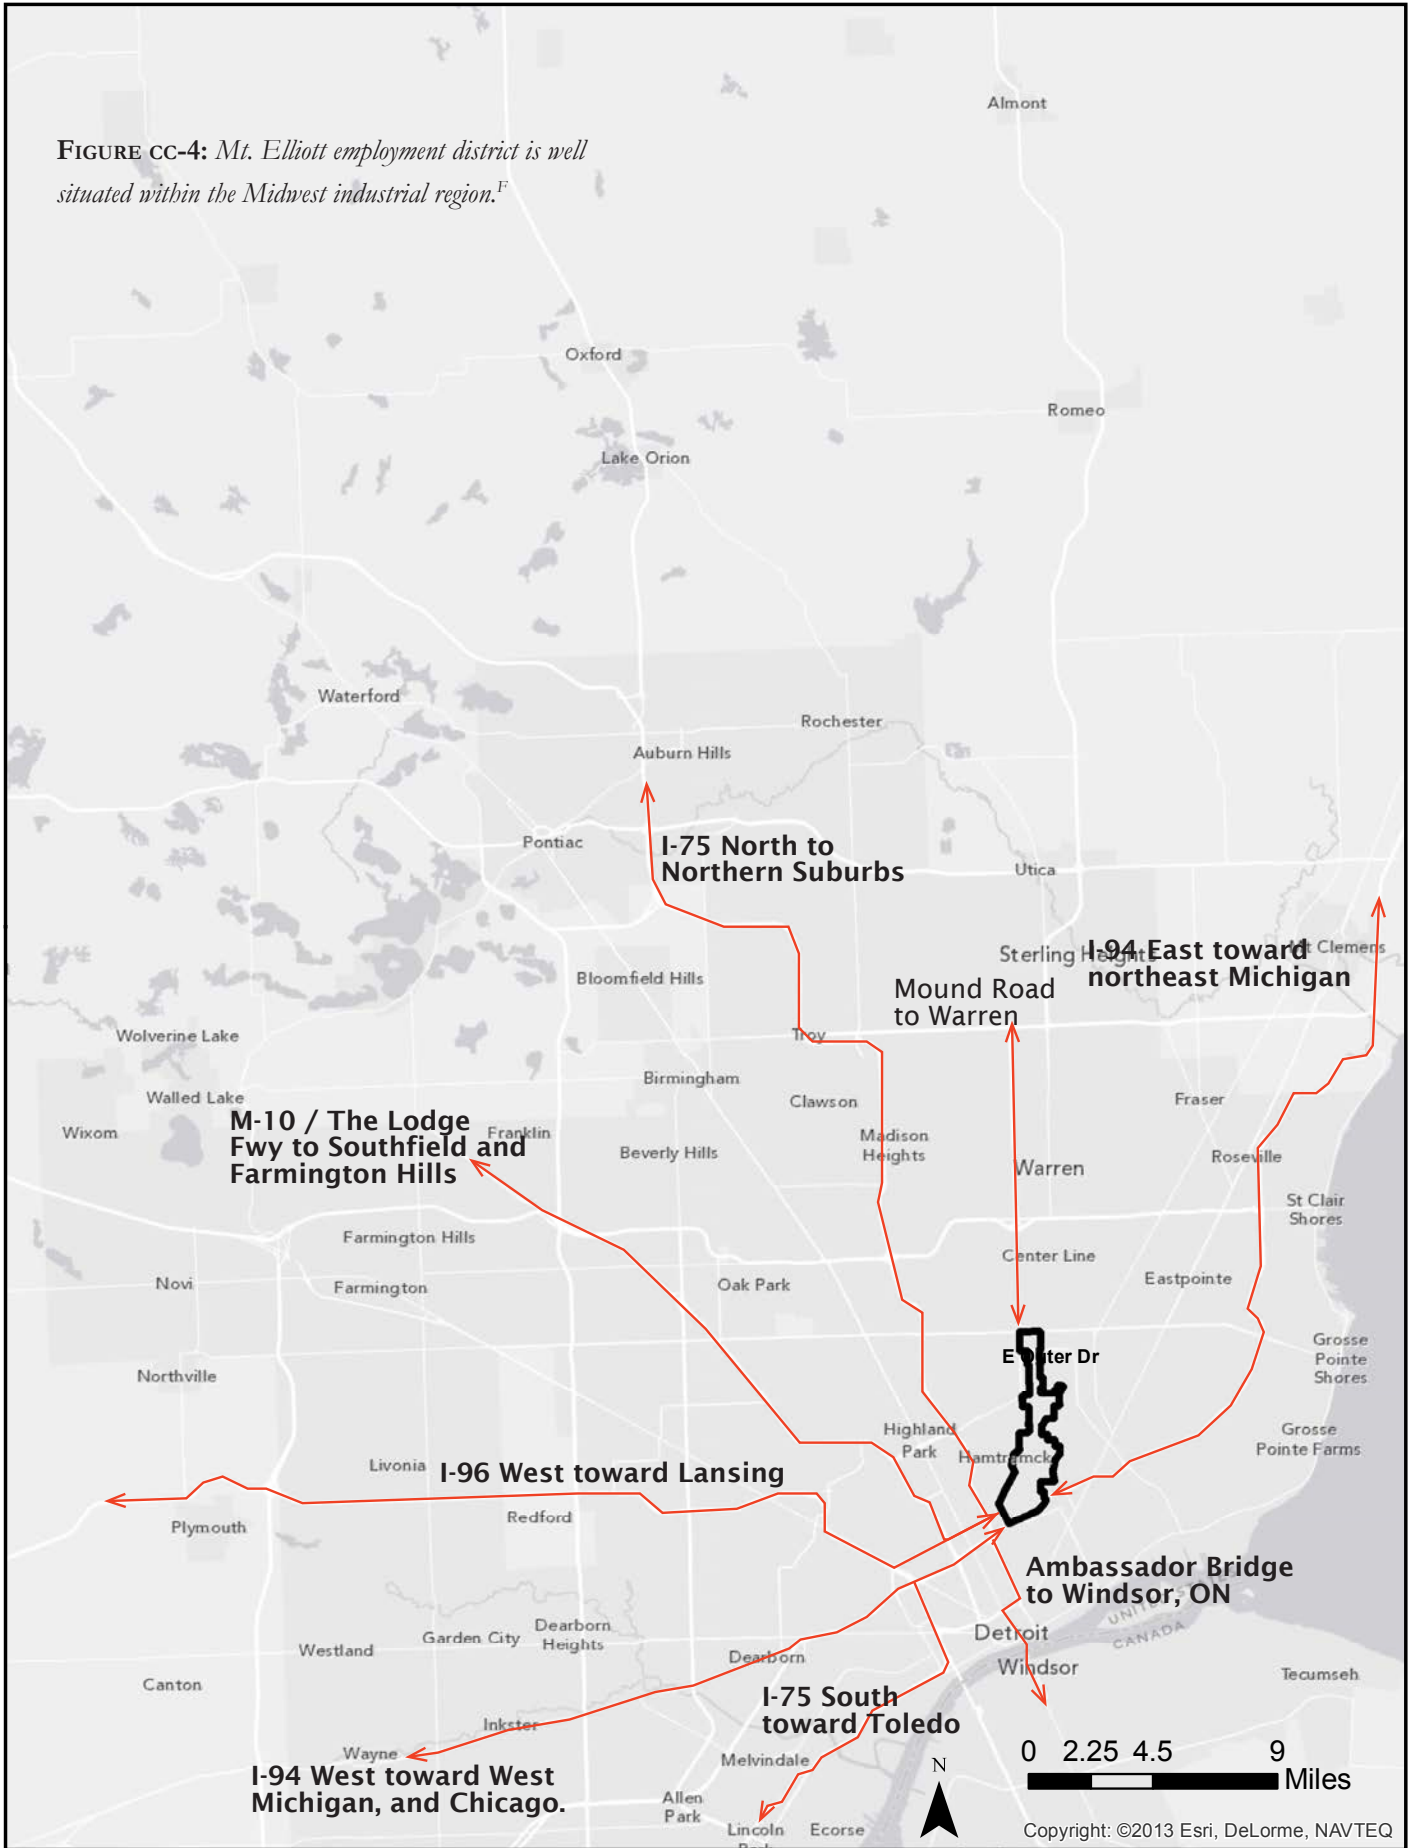 Almont
FIGURE CC-4: Mt. Elliott employment district is well
situated within the Midwest industrial region.F
Oxford
Romeo
Lake Orion
Waterford
Rochester
Auburn Hills
Pontiac
I-75 North to
Northern Suburbs
Utica
Sterling Heights
I-94 East toward
northeast Michigan
Mt Clemens
Bloomfield Hills
Mound Road
to Warren
Wolverine Lake
Troy
Birmingham
Walled Lake
Clawson
Fraser
M-10 / The Lodge
Fwy to Southfield and
Farmington Hills
Wixom
Franklin
Beverly Hills
Madison
Heights
Warren
Roseville
St Clair
Shores
Farmington Hills
Center Line
Novi
Farmington
Oak Park
Eastpointe
E Outer Dr
Grosse
Pointe
Shores
Northville
Highland
Park
Hamtramck
Grosse
Pointe Farms
Livonia
I-96 West toward Lansing
Plymouth
Redford
Ambassador Bridge
to Windsor, ON
UNITED STATES
CANADA
Dearborn
Heights
Garden City
Westland
Detroit
Dearborn
Windsor
Tecumseh
Canton
I-75 South
toward Toledo
Inkster
Wayne
Melvindale
I-94 West toward West
Michigan, and Chicago.
N
0 2.25 4.5 9
Miles
Allen
Park
Lincoln
Park
Ecorse
Copyright: ©2013 Esri, DeLorme, NAVTEQ